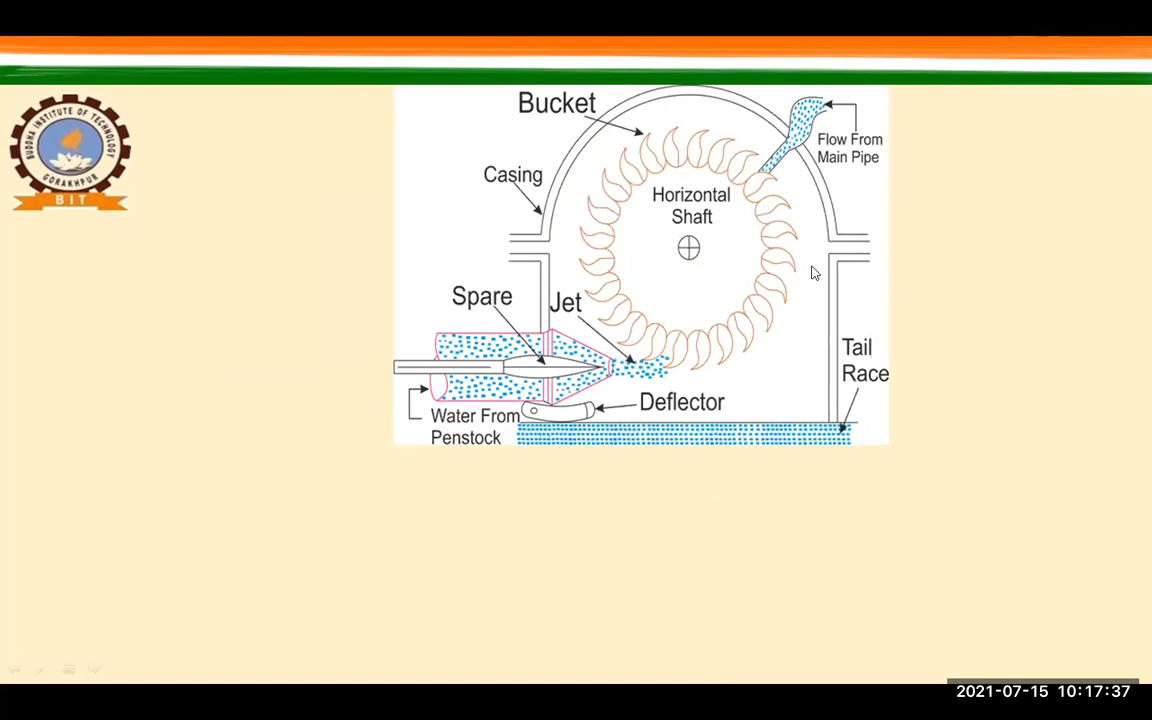 BUDDHA INSTITUTE OF TECHNOLOGY
GORAKHPUR
BIT
Bucket
Flow From
Main Pipe
Casing
Horizontal
Shaft
Spare
Jet
Tail
Race
Deflector
Water From
Penstock
2021-07-15 10:17:37